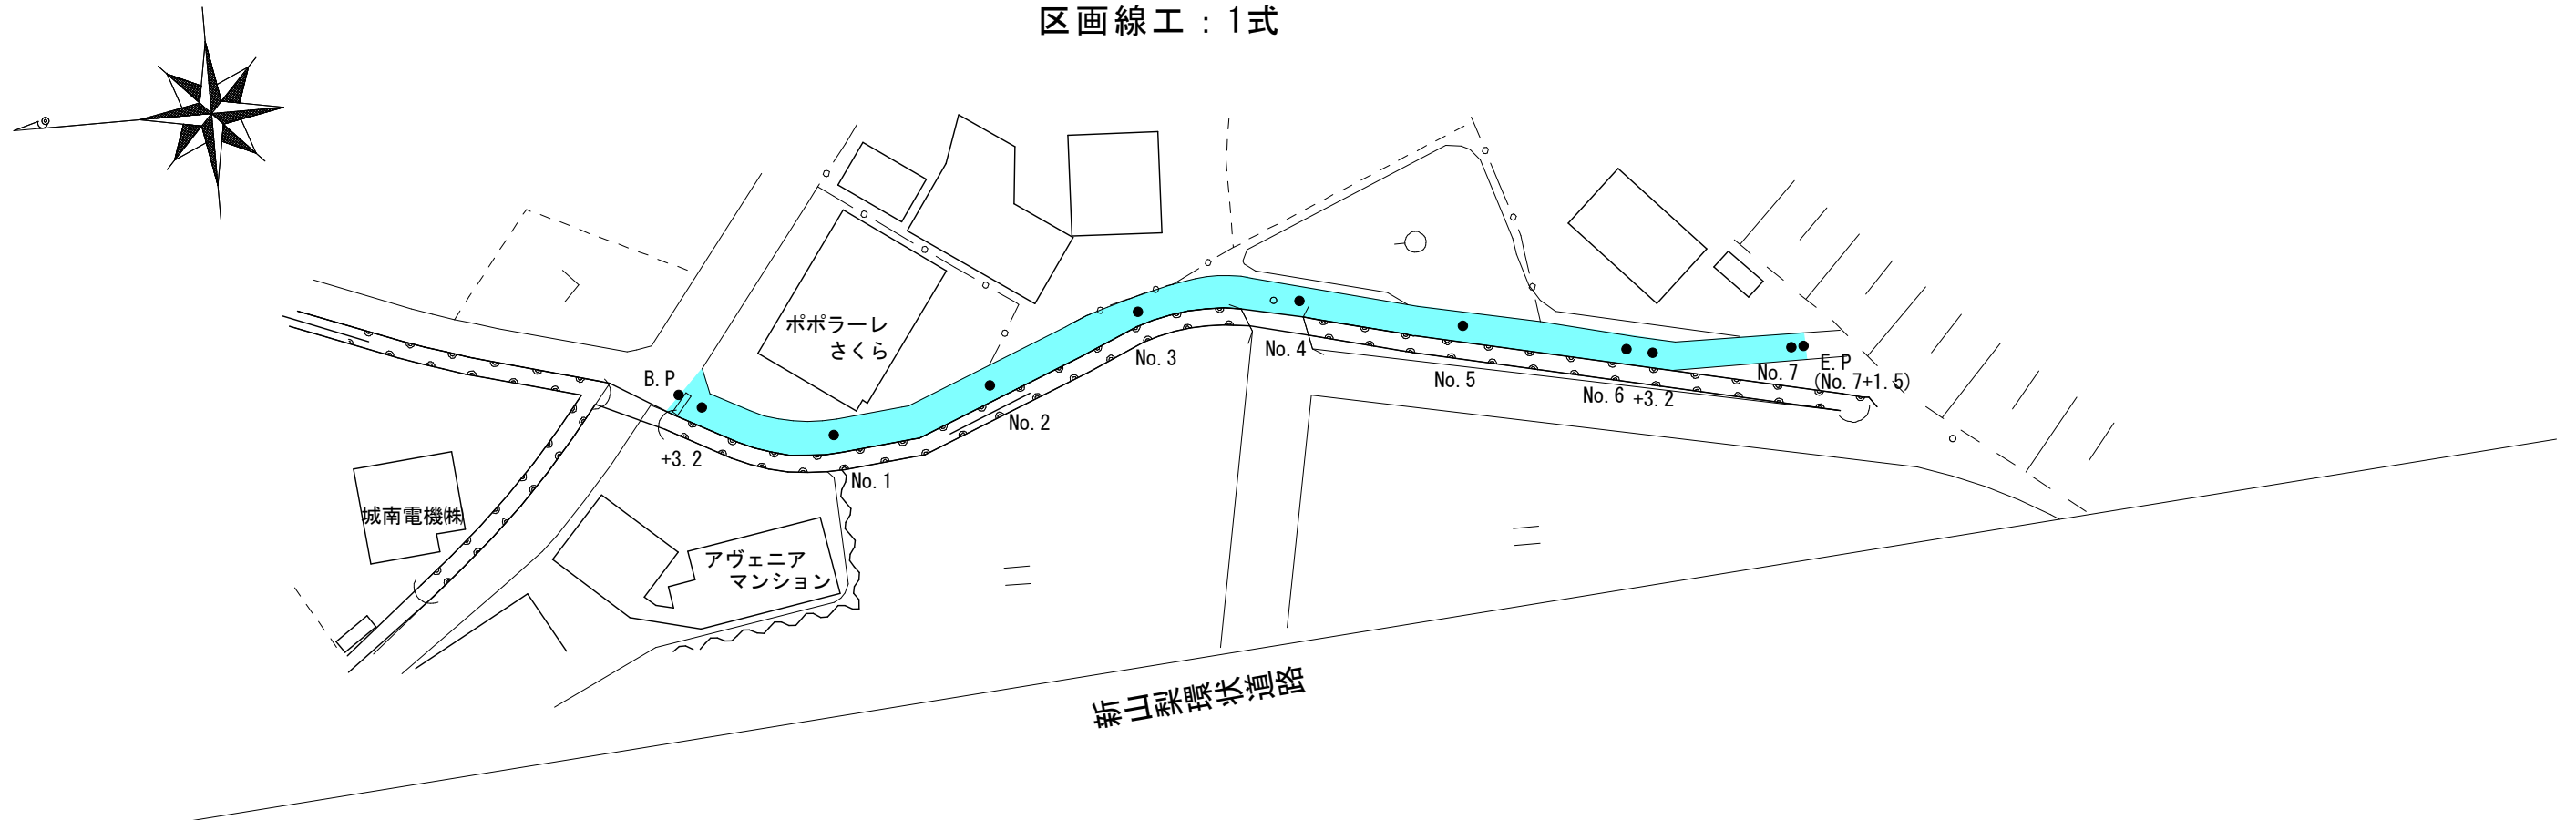 区画線工：1式
ポポラーレ
さくら
B.P
+3.2
No.1
No.2
No.3
No.4
No.5
No.6 +3.2
No.7
E.P
(No.7+1.5)
城南電機㈱
アヴェニア
マンション
新山梨環状道路